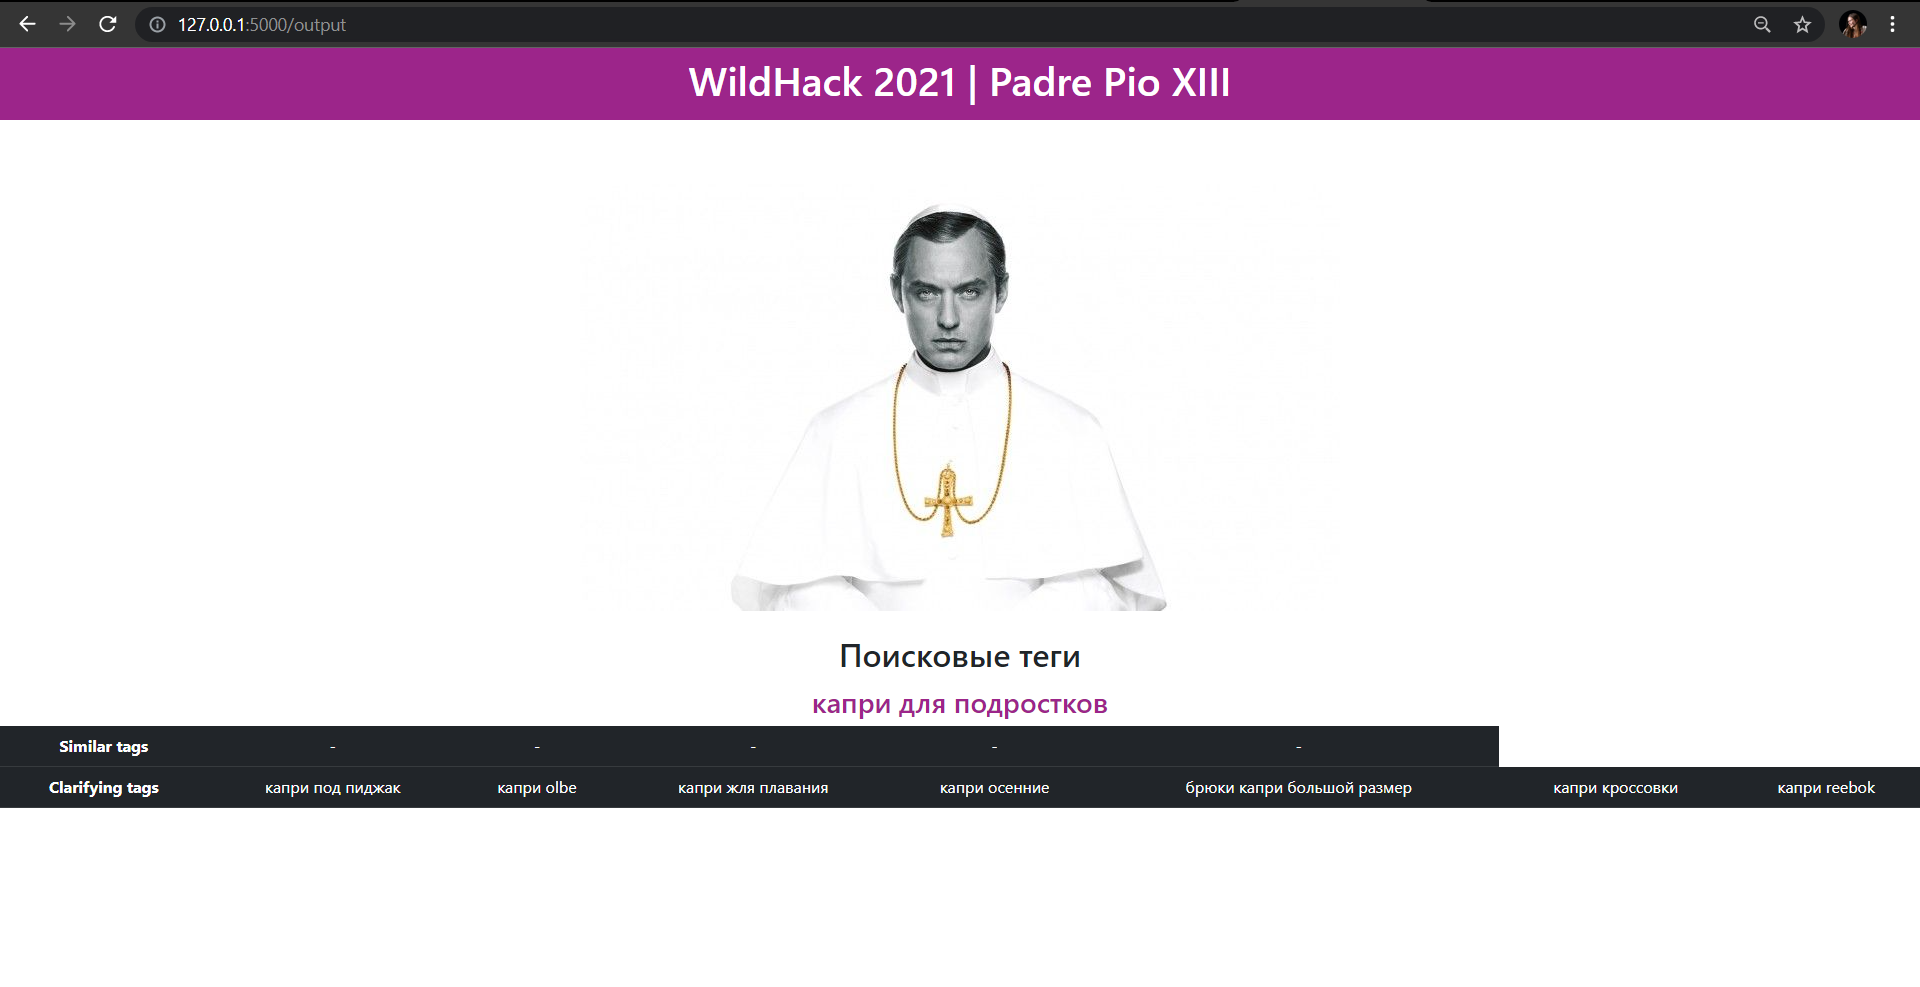 127.0.0.1:5000/output
WildHack 2021 | Padre Pio XIII
Поисковые теги
капри для подростков
Similar tags - - - - -
Clarifying tags капри под пиджак капри olbe капри жля плавания капри осенние брюки капри большой размер капри кроссовки капри reebok